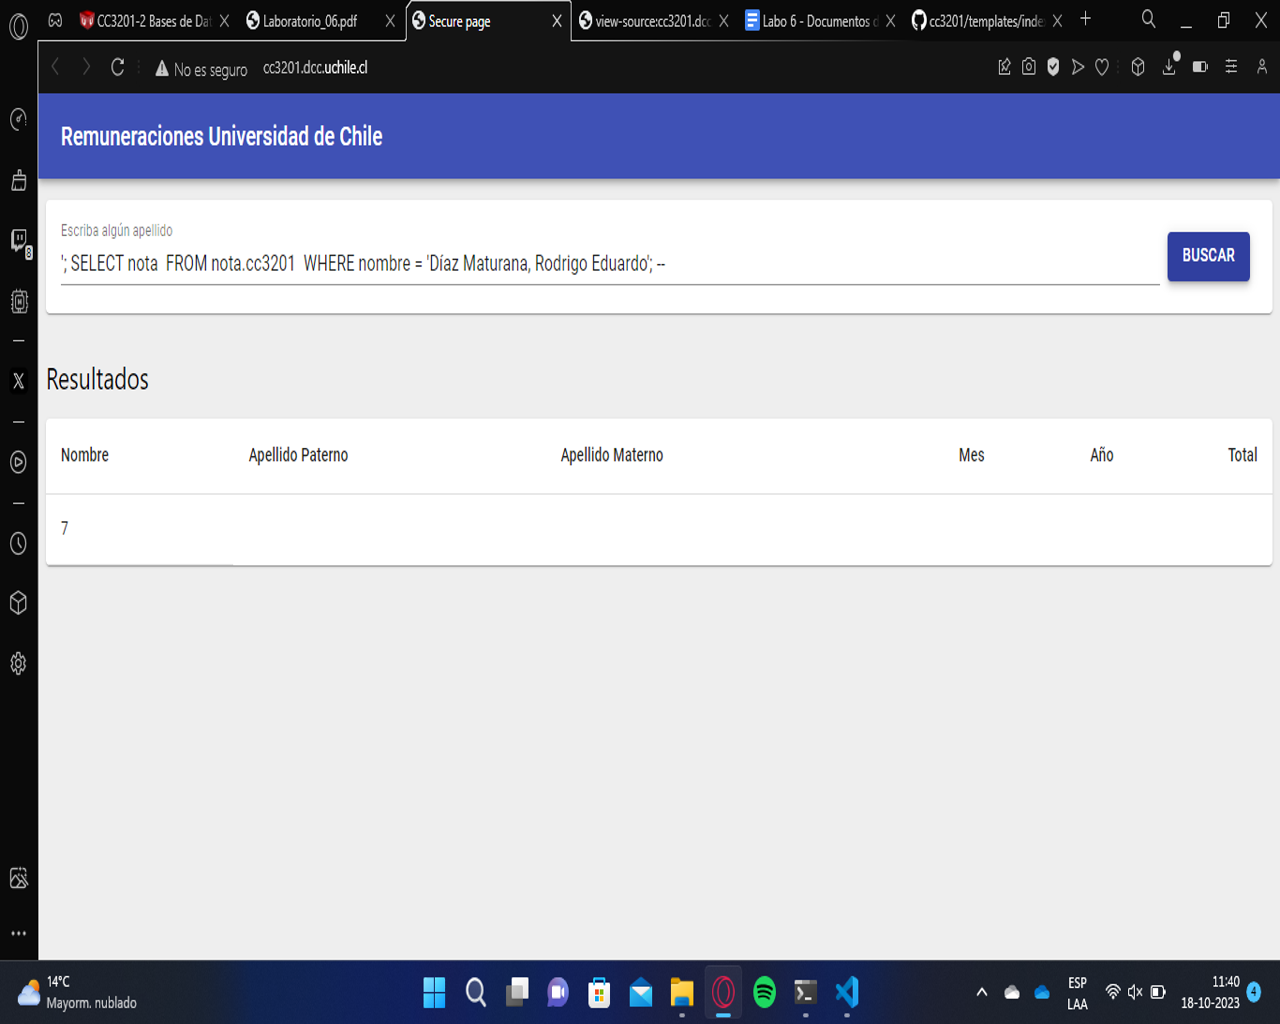 CC3201-2 Bases de Dat
Laboratorio_06.pdf
Secure page
view-source:cc3201.dcc
Labo 6 - Documentos d
cc3201/templates/inde
No es seguro
cc3201.dcc.uchile.cl
Remuneraciones Universidad de Chile
Escriba algún apellido
'; SELECT nota  FROM nota.cc3201  WHERE nombre = 'Díaz Maturana, Rodrigo Eduardo'; --
BUSCAR
Resultados
Nombre Apellido Paterno Apellido Materno Mes Año Total
7
14°C
Mayorm. nublado
ESP
LAA
11:40
18-10-2023
4